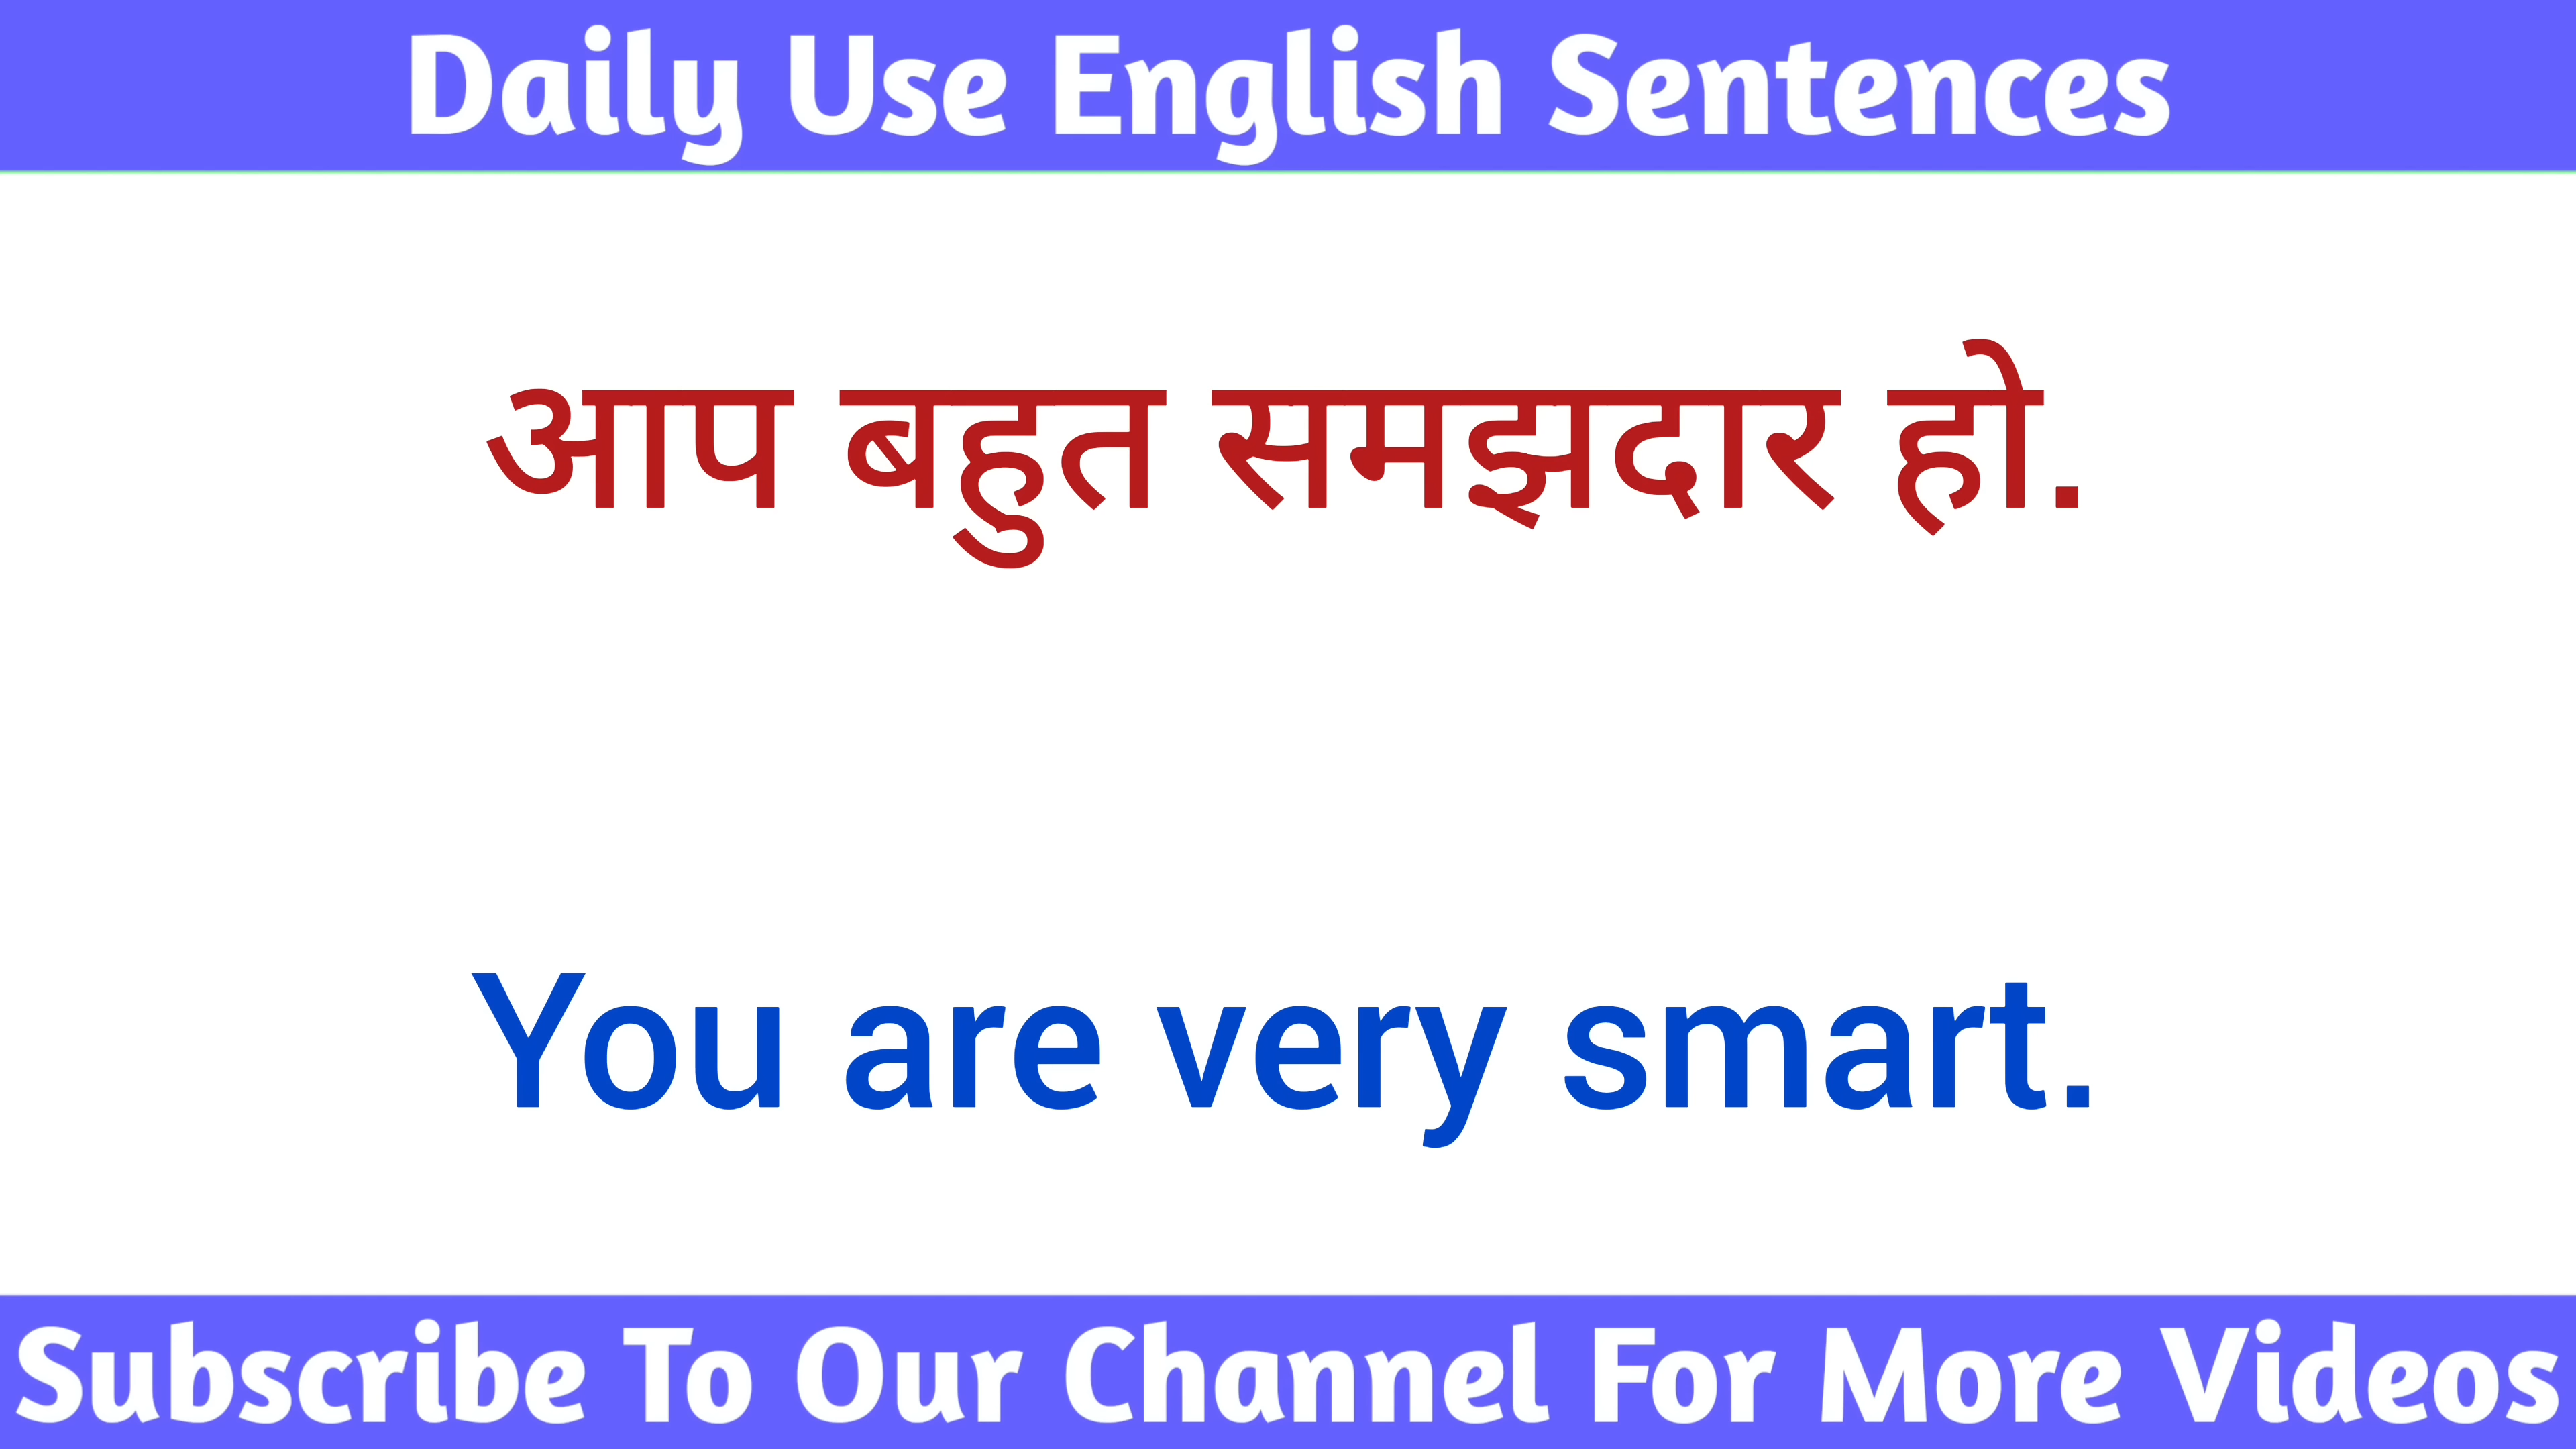 Daily Use English Sentences
आप बहुत समझदार हो.
You are very smart.
Subscribe To Our Channel For More Videos